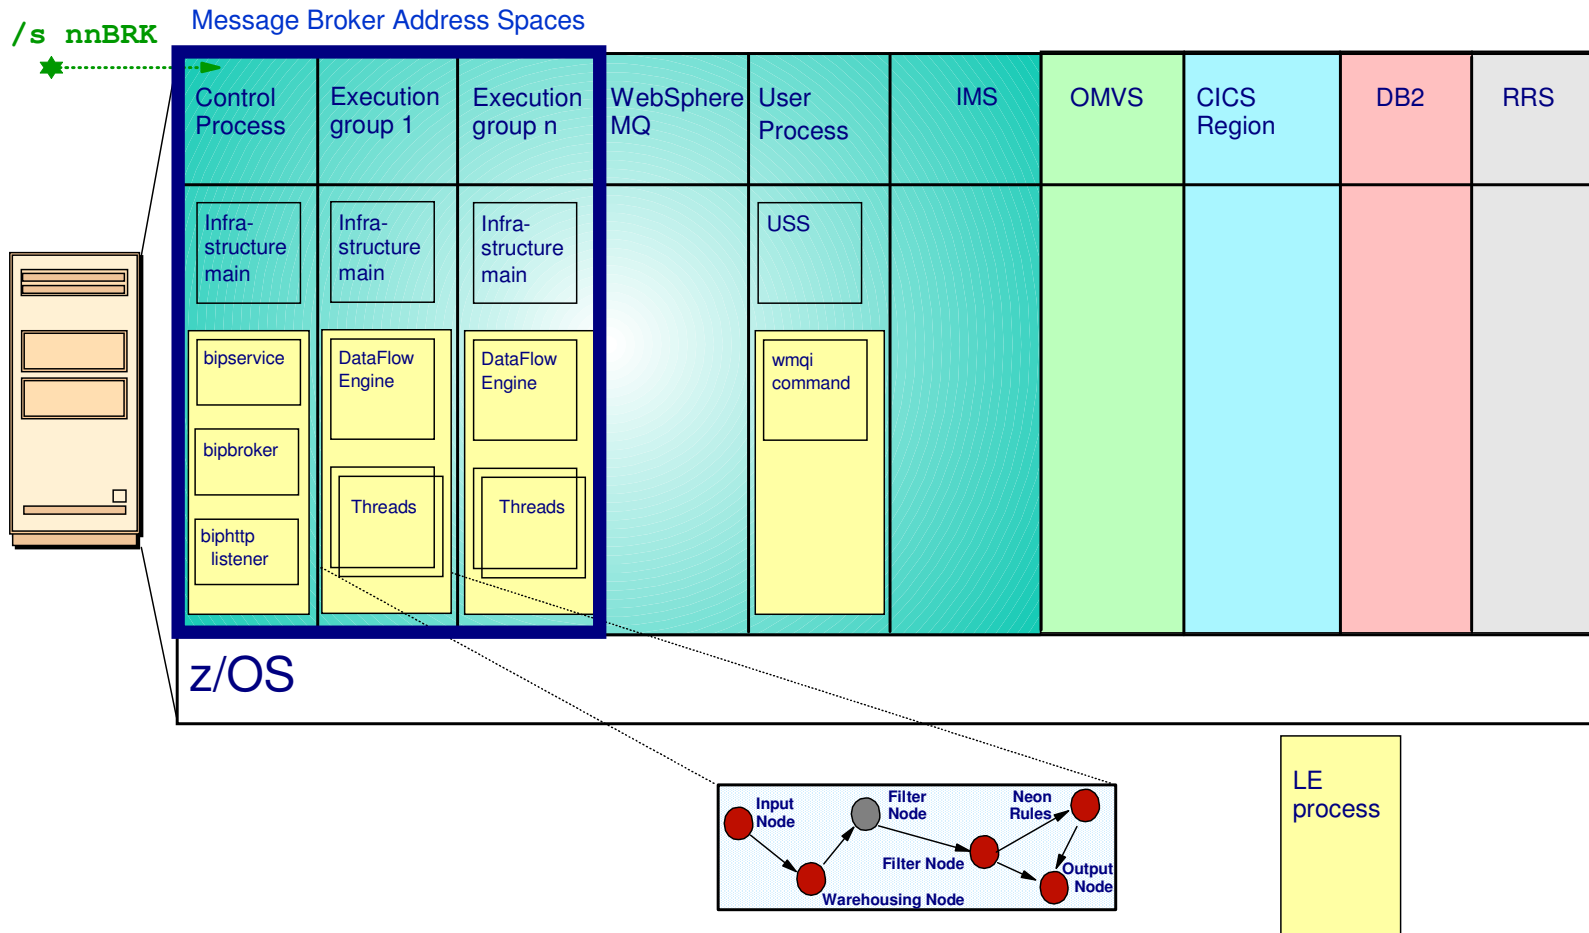 Message Broker Address Spaces
/s nnBRK
Control
Process
Execution
group 1
Execution
group n
WebSphere
MQ
User
Process
IMS
OMVS
CICS
Region
DB2
RRS
Infra-
structure
main
Infra-
structure
main
Infra-
structure
main
USS
bipservice
bipbroker
biphttp
listener
DataFlow
Engine
Threads
DataFlow
Engine
Threads
wmqi
command
z/OS
Input
Node
Filter
Node
Neon
Rules
Filter Node
Output
Node
Warehousing Node
LE
process